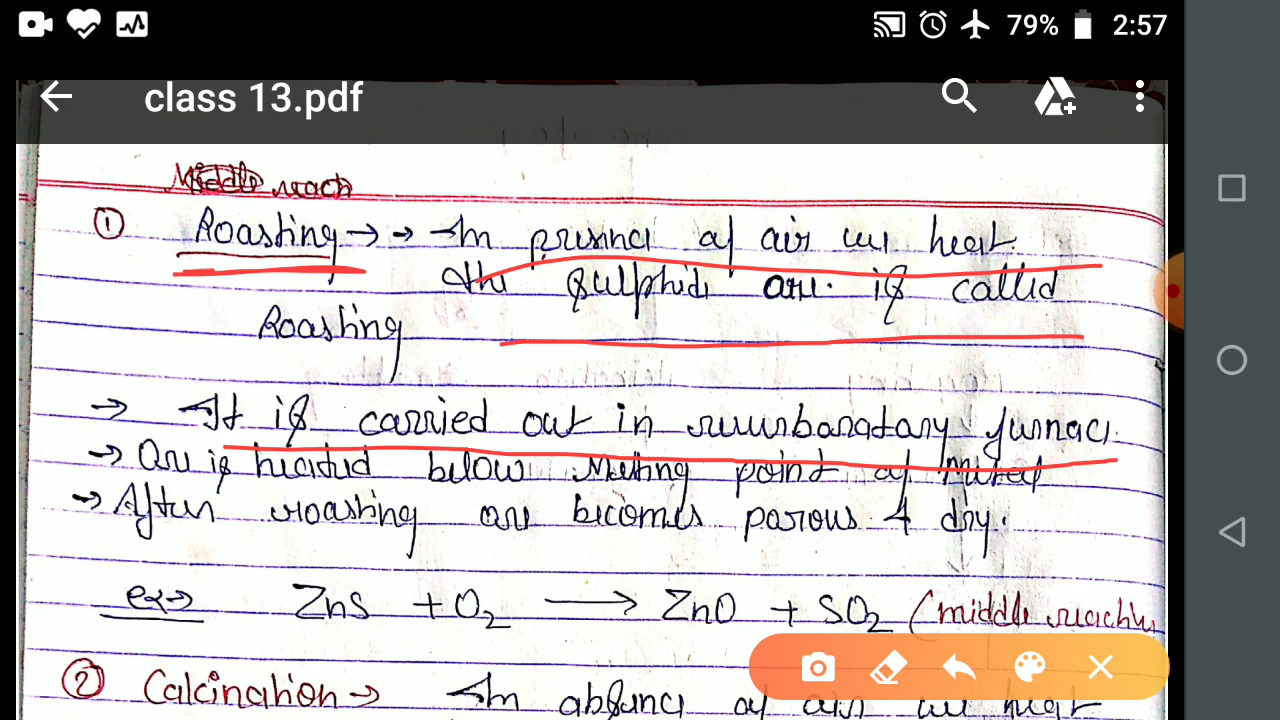 79% 2:57
class 13.pdf
Middle reach
① Roasting → → In presence of air we heat.
the sulphide ore. is called
Roasting
→ It is carried out in reverberatary furnace.
→ Ore is heated below melting point of metal
→ After roasting ore becomes porous & dry.
ex→ ZnS + O₂ → ZnO + SO₂ (middle reaction
② Calcination → In absence of air we heat